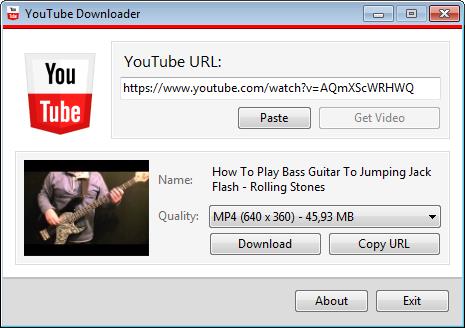 YouTube Downloader
You
Tube
YouTube URL:
https://www.youtube.com/watch?v=AQmXScWRHWQ
Paste
Get Video
Name:
How To Play Bass Guitar To Jumping Jack
Flash - Rolling Stones
Quality:
MP4 (640 x 360) - 45,93 MB
Download
Copy URL
About
Exit